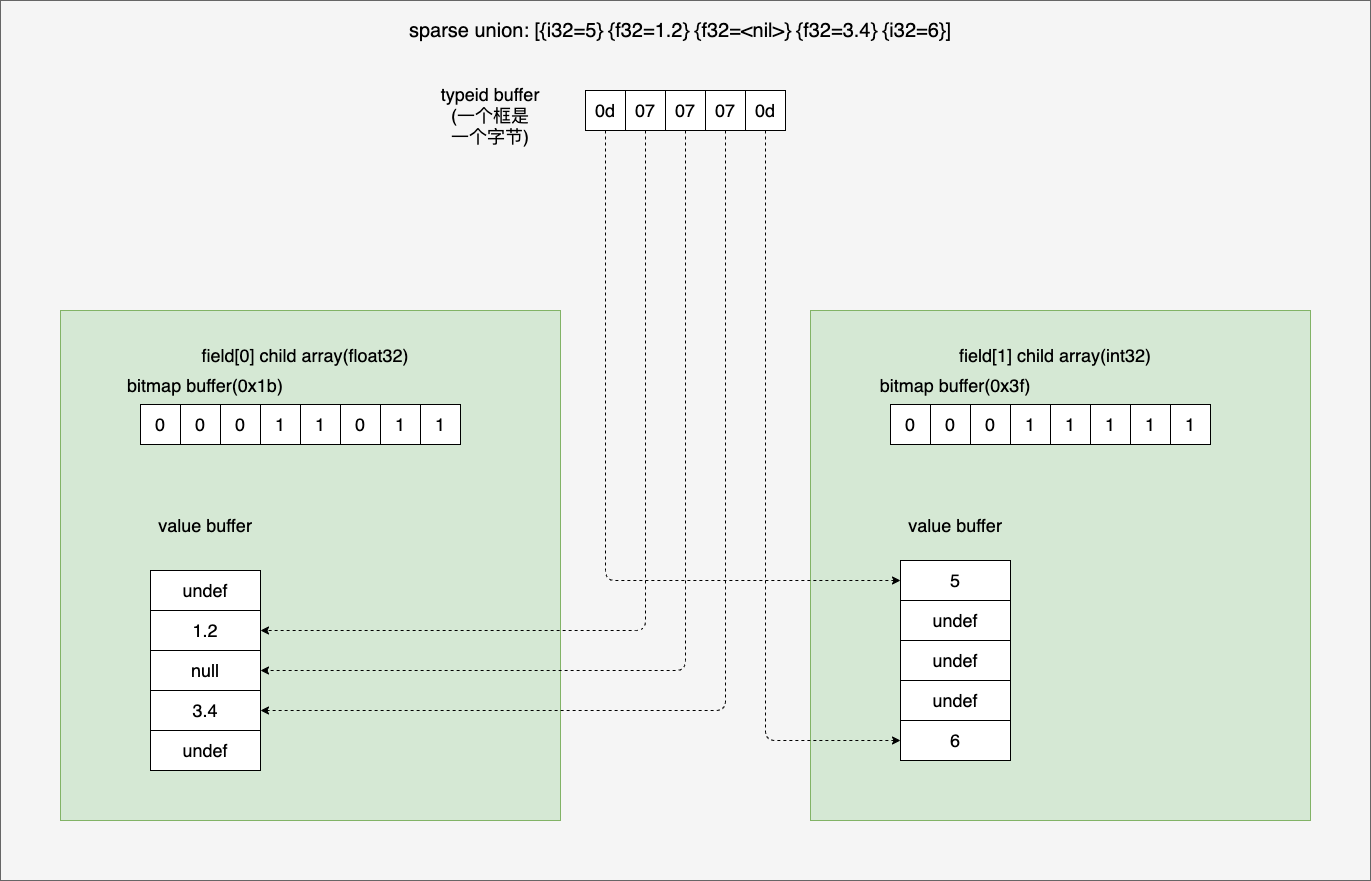 sparse union: [{i32=5} {f32=1.2} {f32=<nil>} {f32=3.4} {i32=6}]
typeid buffer
(一个框是
一个字节)
0d 07 07 07 0d
field[0] child array(float32)
bitmap buffer(0x1b)
0 0 0 1 1 0 1 1
value buffer
undef
1.2
null
3.4
undef
field[1] child array(int32)
bitmap buffer(0x3f)
0 0 0 1 1 1 1 1
value buffer
5
undef
undef
undef
6